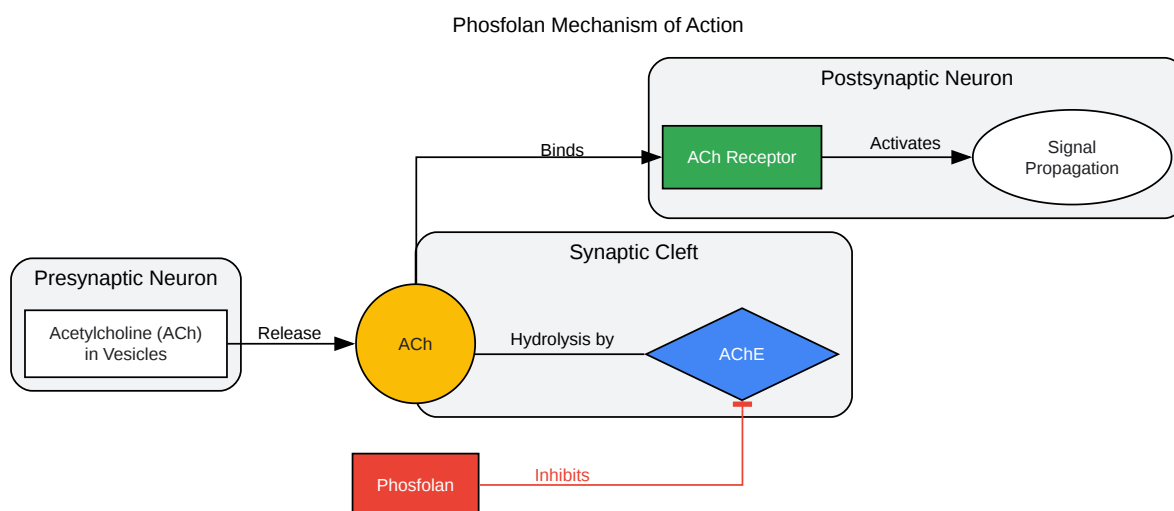 Phosfolan Mechanism of Action
Postsynaptic Neuron
Binds
ACh Receptor
Activates
Signal
Propagation
Synaptic Cleft
Presynaptic Neuron
Acetylcholine (ACh)
in Vesicles
Release
ACh
Hydrolysis by
AChE
Phosfolan
Inhibits